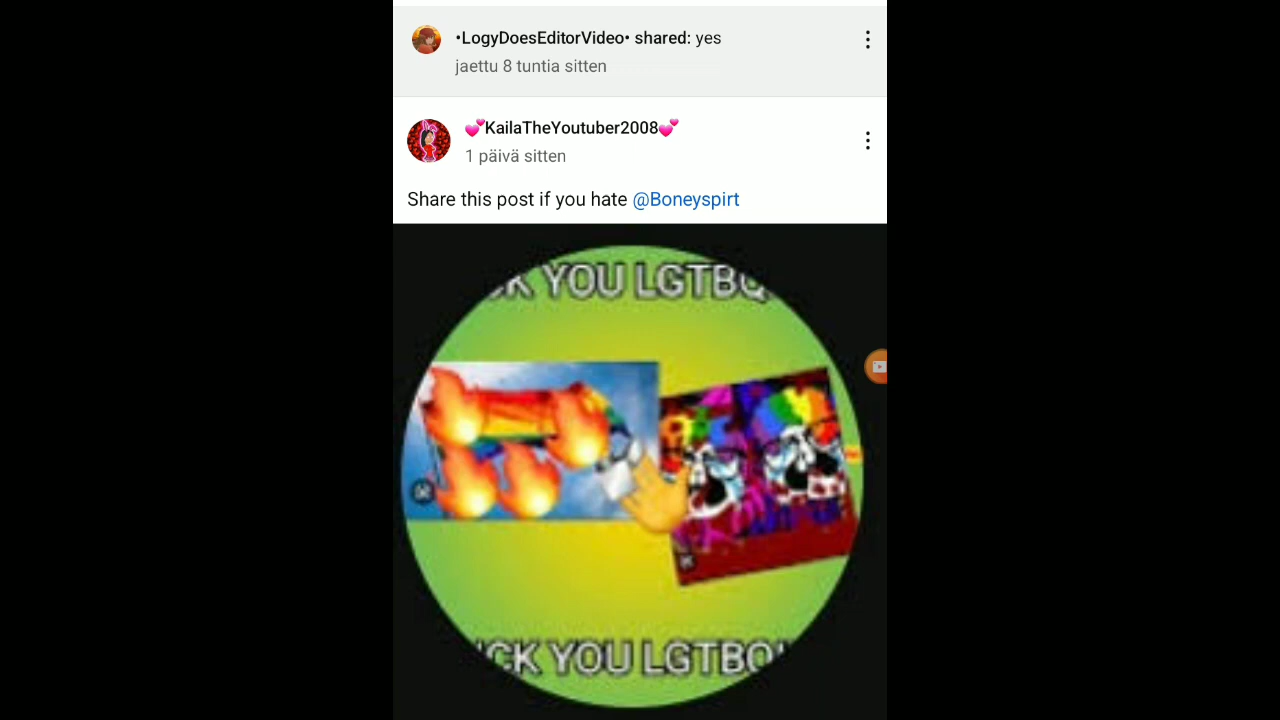 •LogyDoesEditorVideo• shared: yes
jaettu 8 tuntia sitten
💕KailaTheYoutuber2008💕
1 päivä sitten
Share this post if you hate @Boneyspirt
CK YOU LGTBQ
CK YOU LGTBQ